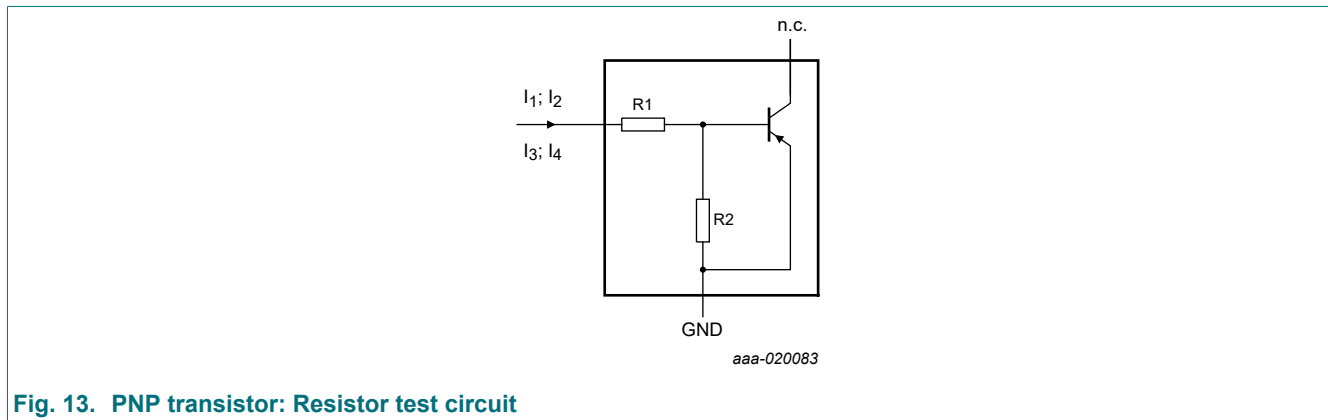 n.c.
I1; I2
R1
I3; I4
R2
GND
aaa-020083
Fig. 13. PNP transistor: Resistor test circuit